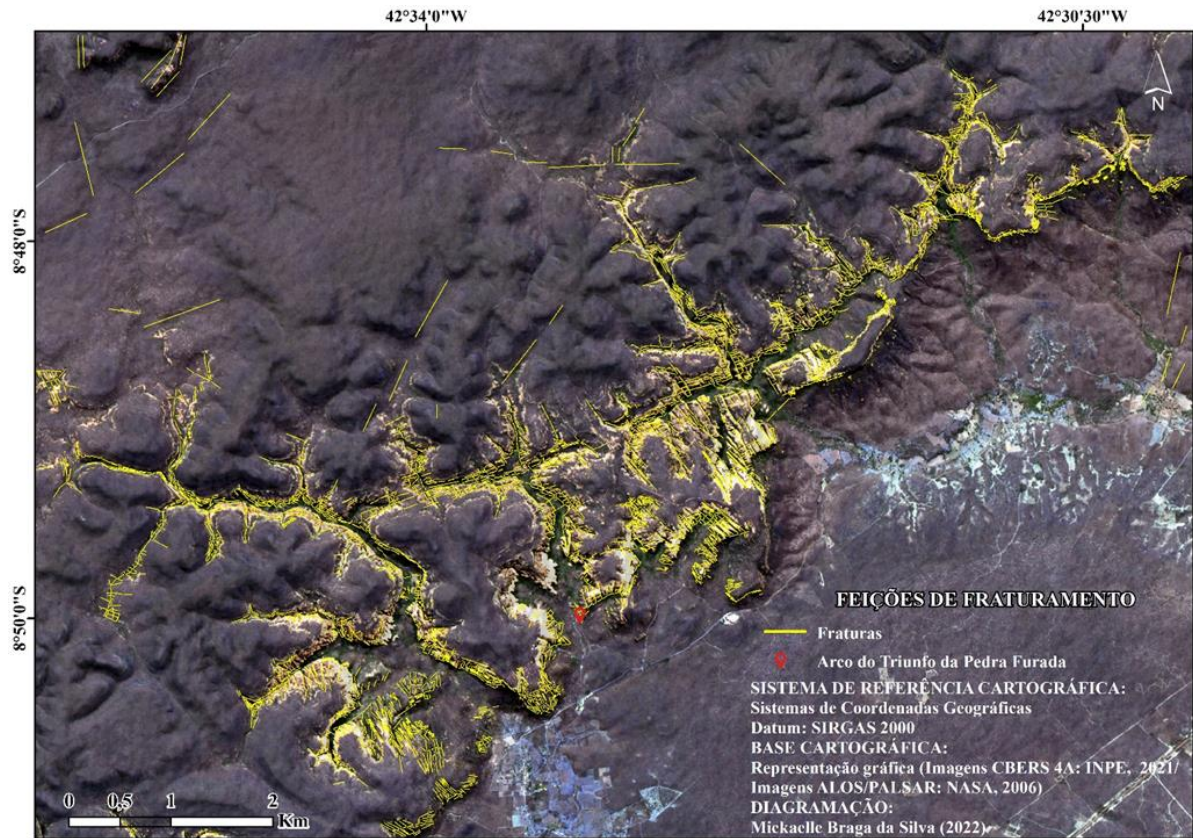 42°34'0"W
42°30'30"W
N
8°48'0"S
8°50'0"S
FEIÇÕES DE FRATURAMENTO
Fraturas
Arco do Triunfo da Pedra Furada
SISTEMA DE REFERÊNCIA CARTOGRÁFICA:
Sistemas de Coordenadas Geográficas
Datum: SIRGAS 2000
BASE CARTOGRÁFICA:
Representação gráfica (Imagens CBERS 4A: INPE, 2021/
Imagens ALOS/PALSAR: NASA, 2006)
DIAGRAMAÇÃO:
Mickaelle Braga da Silva (2022)
0 0,5 1 2
Km